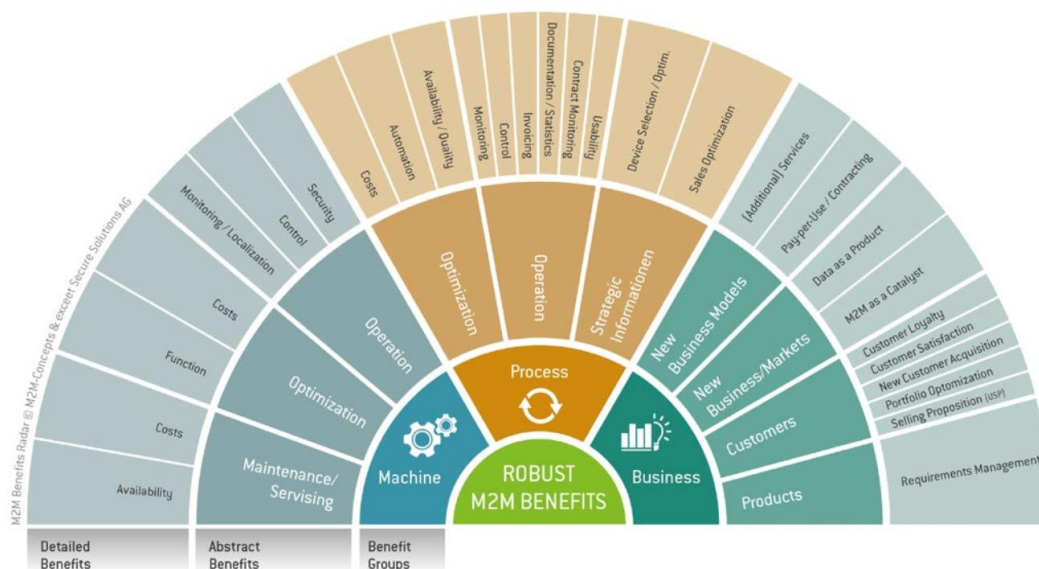 M2M Benefits Radar © M2M-Concepts & exceet Secure Solutions AG
Availability
Costs
Function
Costs
Monitoring / Localization
Control
Security
Costs
Automation
Availability / Quality
Monitoring
Control
Invoicing
Documentation / Statistics
Contract Monitoring
Usability
Device Selection / Optim.
Sales Optimization
(Additional) Services
Pay-per-Use / Contracting
Data as a Product
M2M as a Catalyst
Customer Loyalty
Customer Satisfaction
New Customer Acquisition
Portfolio Optomization
Selling Proposition (USP)
Requirements Management
Maintenance/
Servising
Optimization
Operation
Optimization
Operation
Strategic
Informationen
New
Business Models
New
Business/Markets
Customers
Products
Machine
Process
Business
ROBUST
M2M BENEFITS
Detailed
Benefits
Abstract
Benefits
Benefit
Groups